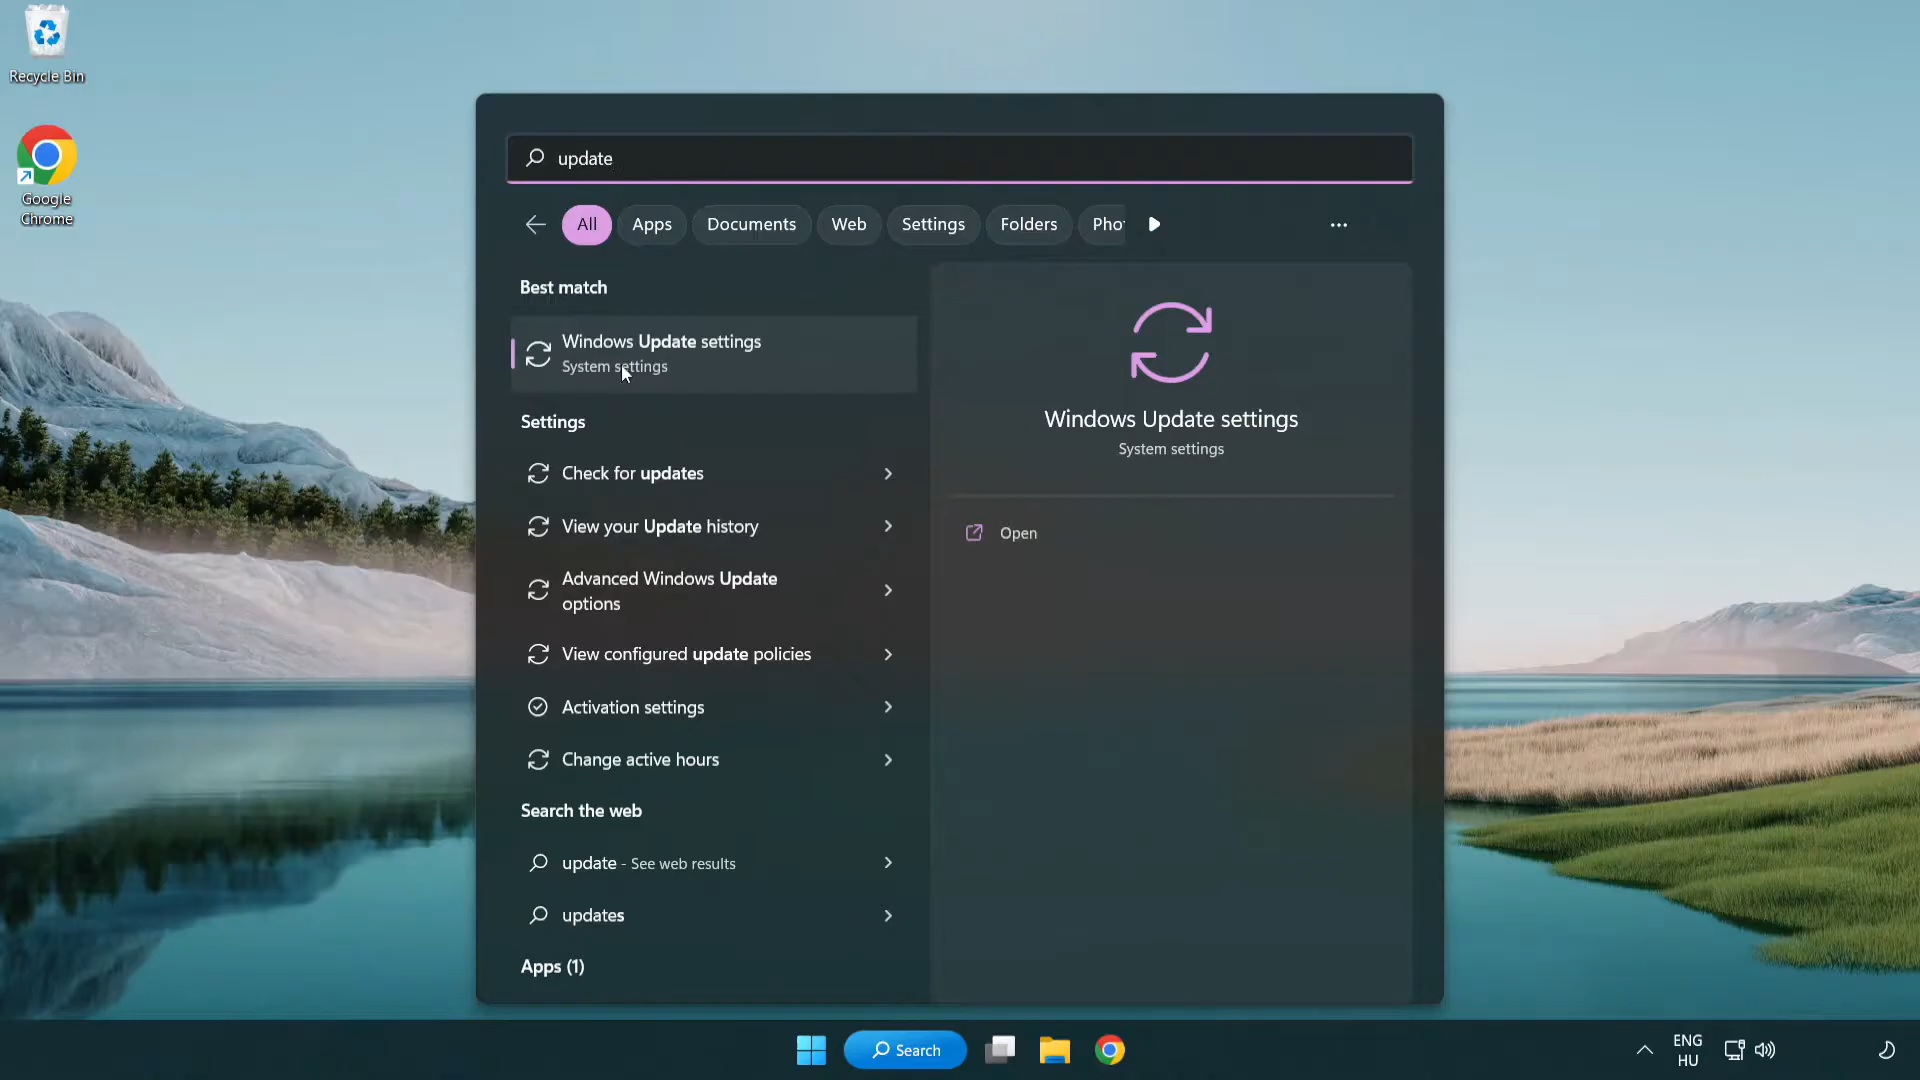 Recycle Bin
Google
Chrome
update
All
Apps
Documents
Web
Settings
Folders
Pho
Best match
Windows Update settings
System settings
Settings
Check for updates
View your Update history
Advanced Windows Update
options
View configured update policies
Activation settings
Change active hours
Search the web
update - See web results
updates
Apps (1)
Windows Update settings
System settings
Open
Search
ENG
HU